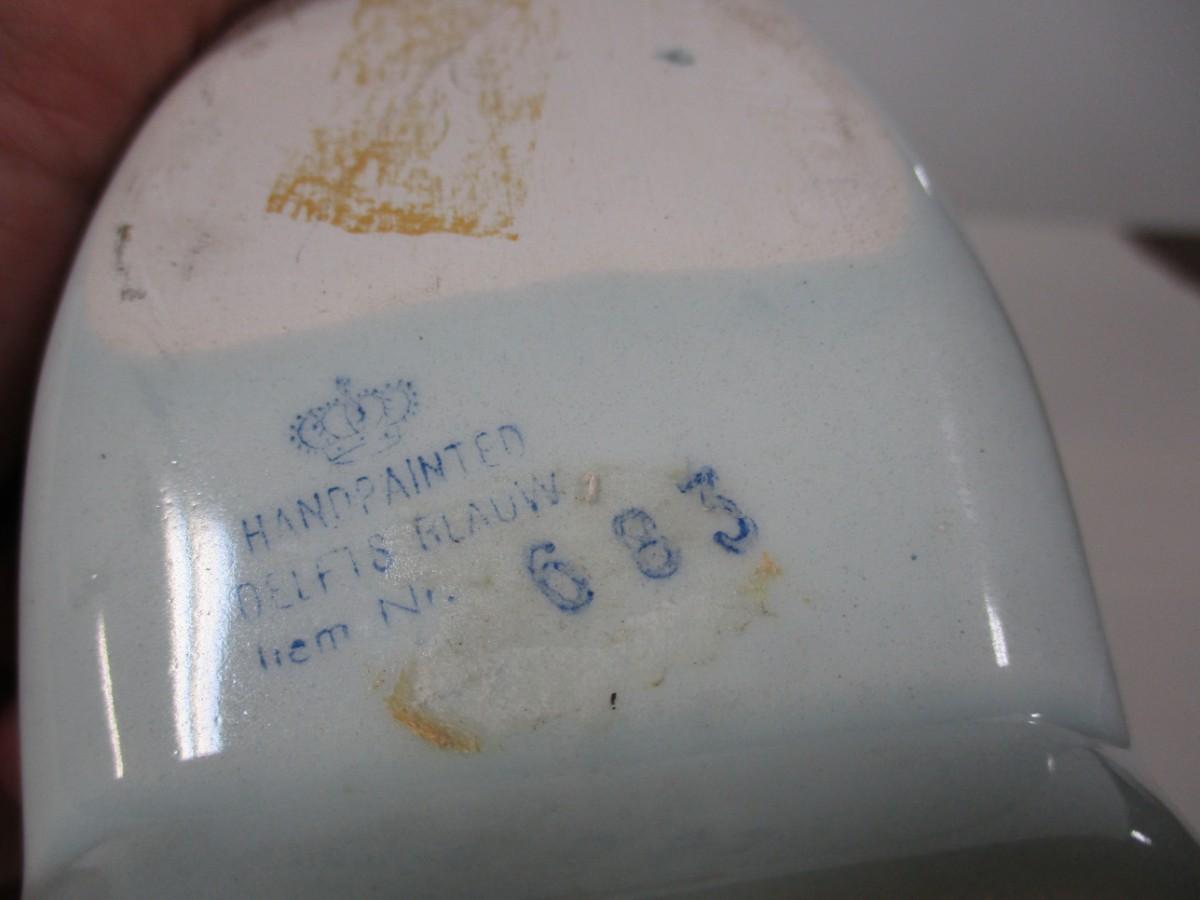 HANDPAINTED
DELFTS BLAUW
Item Nr. 683